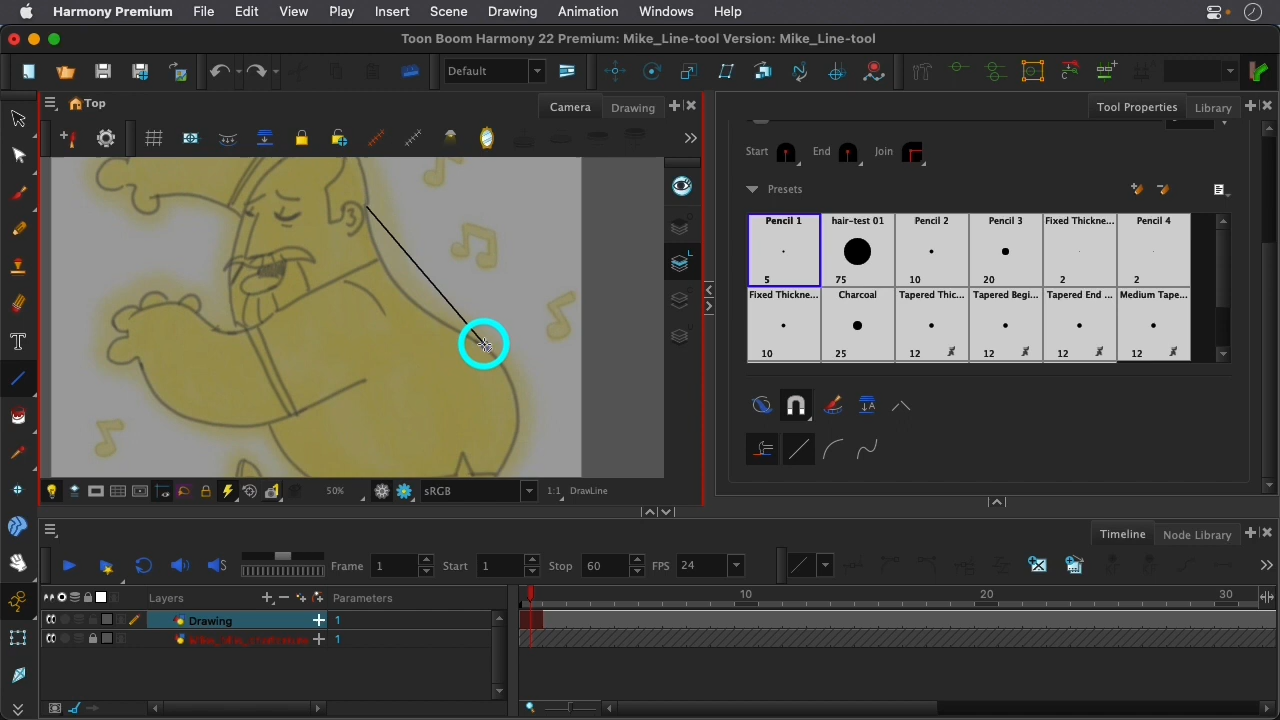 Harmony Premium File Edit View Play Insert Scene Drawing Animation Windows Help
Toon Boom Harmony 22 Premium: Mike_Line-tool Version: Mike_Line-tool
Default
Top
Camera
Drawing
Tool Properties
Library
Start
End
Join
Presets
Pencil 1 hair-test 01 Pencil 2 Pencil 3 Fixed Thickne... Pencil 4
5 75 10 20 2 2
Fixed Thickne... Charcoal Tapered Thic... Tapered Begi... Tapered End ... Medium Tape...
10 25 12 12 12 12
50%
sRGB
1:1
DrawLine
Timeline
Node Library
Frame 1 Start 1 Stop 60 FPS 24
Layers
Parameters
10 20 30
Drawing 1
1